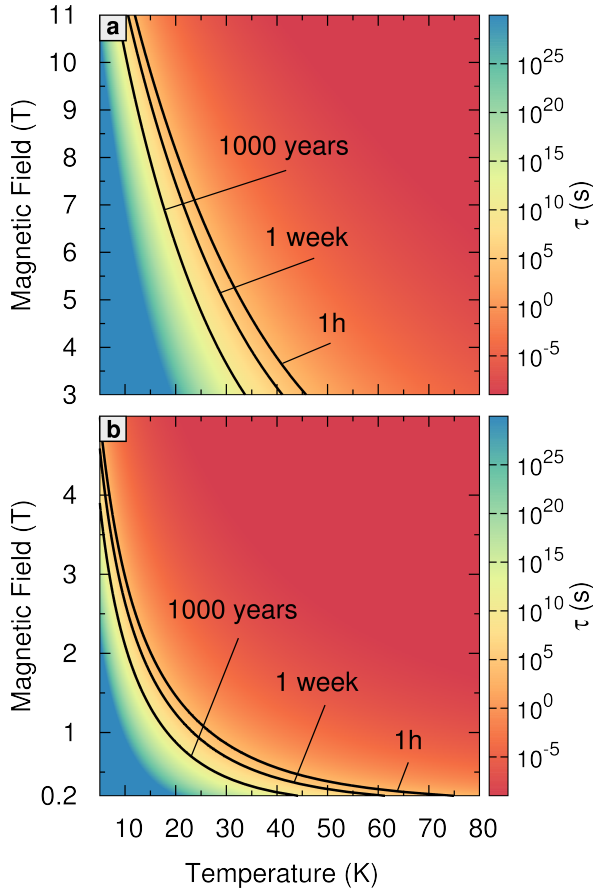 a
11
10
9
8
7
6
5
4
3
Magnetic Field (T)
1000 years
1 week
1h
10^25
10^20
10^15
10^10
10^5
10^0
10^-5
τ (s)
b
4
3
2
1
0.2
Magnetic Field (T)
1000 years
1 week
1h
10^25
10^20
10^15
10^10
10^5
10^0
10^-5
τ (s)
10 20 30 40 50 60 70 80
Temperature (K)